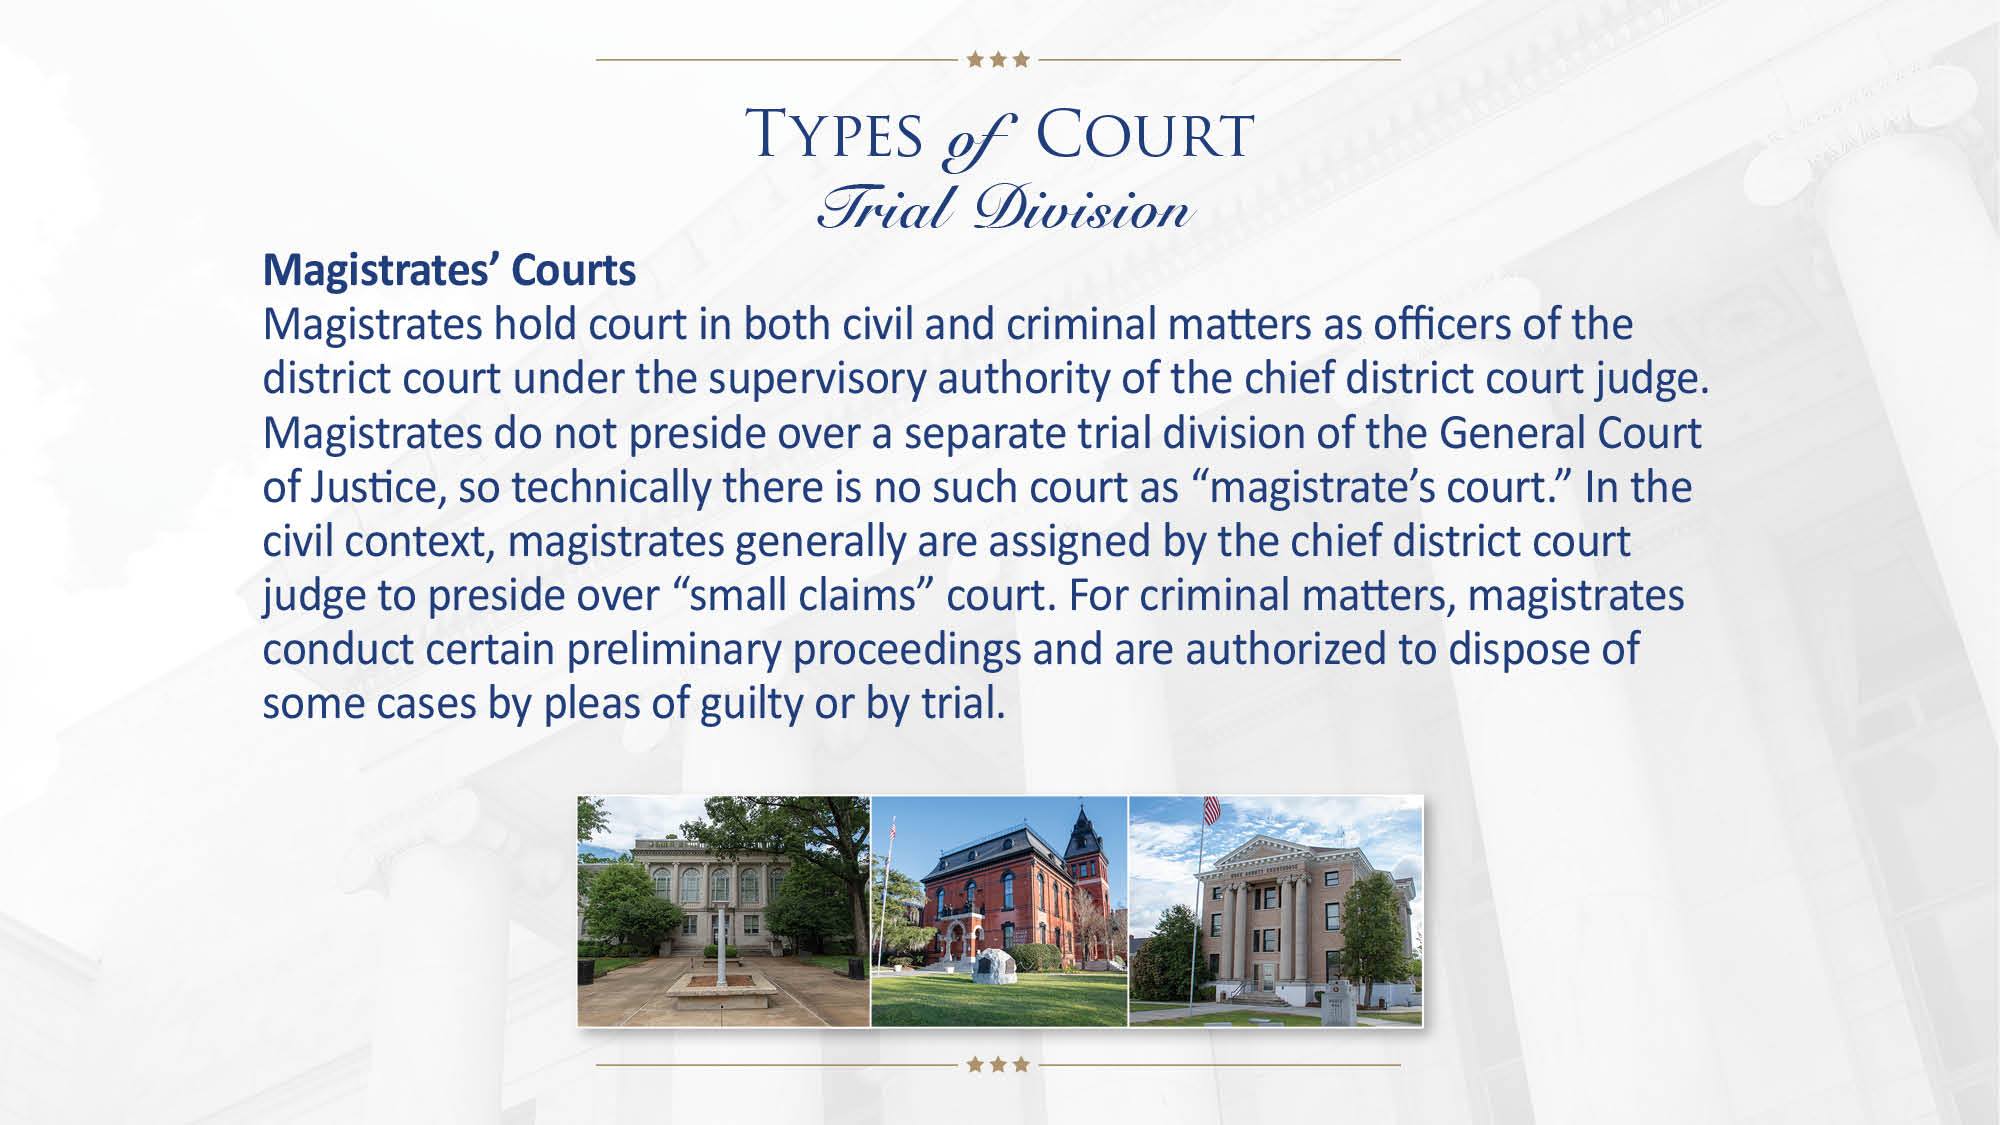 TYPES of COURT
Trial Division
Magistrates’ Courts
Magistrates hold court in both civil and criminal matters as officers of the
district court under the supervisory authority of the chief district court judge.
Magistrates do not preside over a separate trial division of the General Court
of Justice, so technically there is no such court as “magistrate’s court.” In the
civil context, magistrates generally are assigned by the chief district court
judge to preside over “small claims” court. For criminal matters, magistrates
conduct certain preliminary proceedings and are authorized to dispose of
some cases by pleas of guilty or by trial.